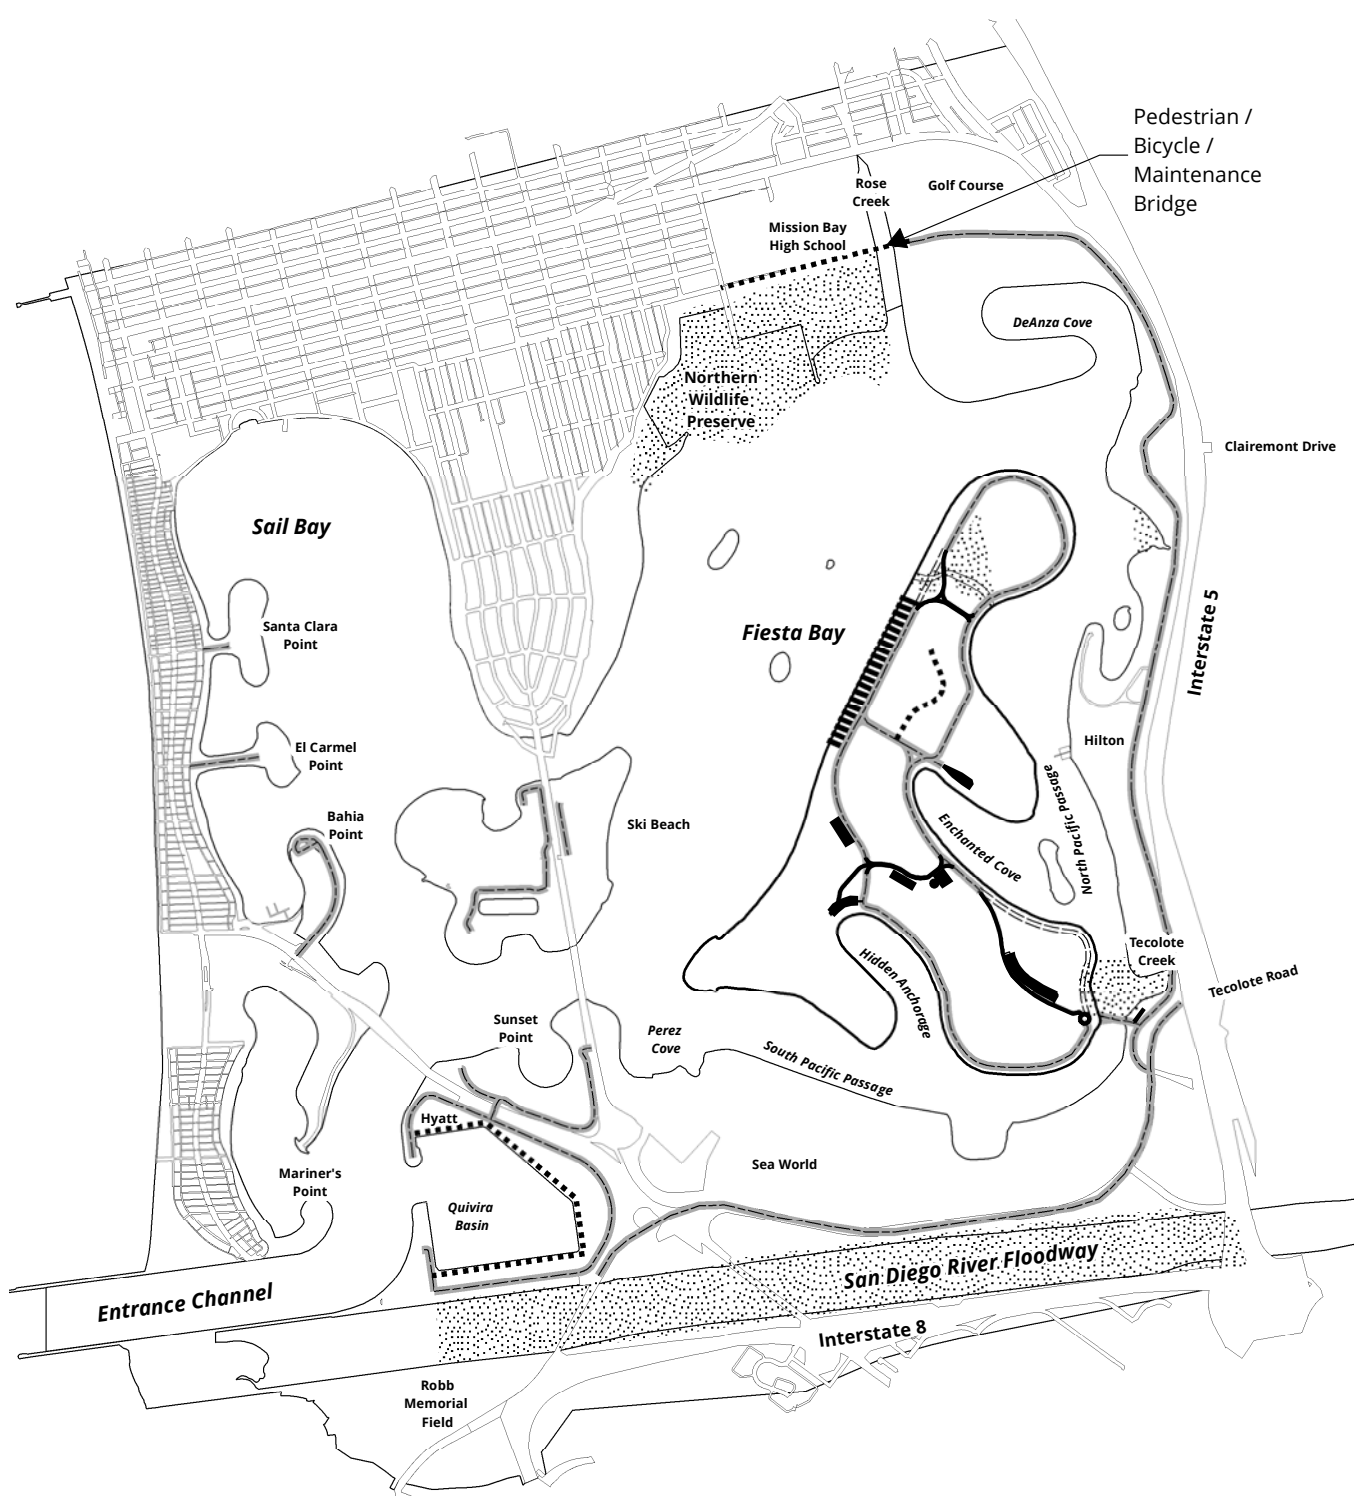 Pedestrian /
Bicycle /
Maintenance
Bridge
Rose
Creek
Golf Course
Mission Bay
High School
DeAnza Cove
Northern
Wildlife
Preserve
Clairemont Drive
Sail Bay
Santa Clara
Point
Fiesta Bay
Interstate 5
El Carmel
Point
Hilton
Bahia
Point
Ski Beach
North Pacific Passage
Enchanted Cove
Tecolote
Creek
Tecolote Road
Hidden Anchorage
Sunset
Point
Perez
Cove
South Pacific Passage
Hyatt
Mariner's
Point
Sea World
Quivira
Basin
San Diego River Floodway
Entrance Channel
Interstate 8
Robb
Memorial
Field